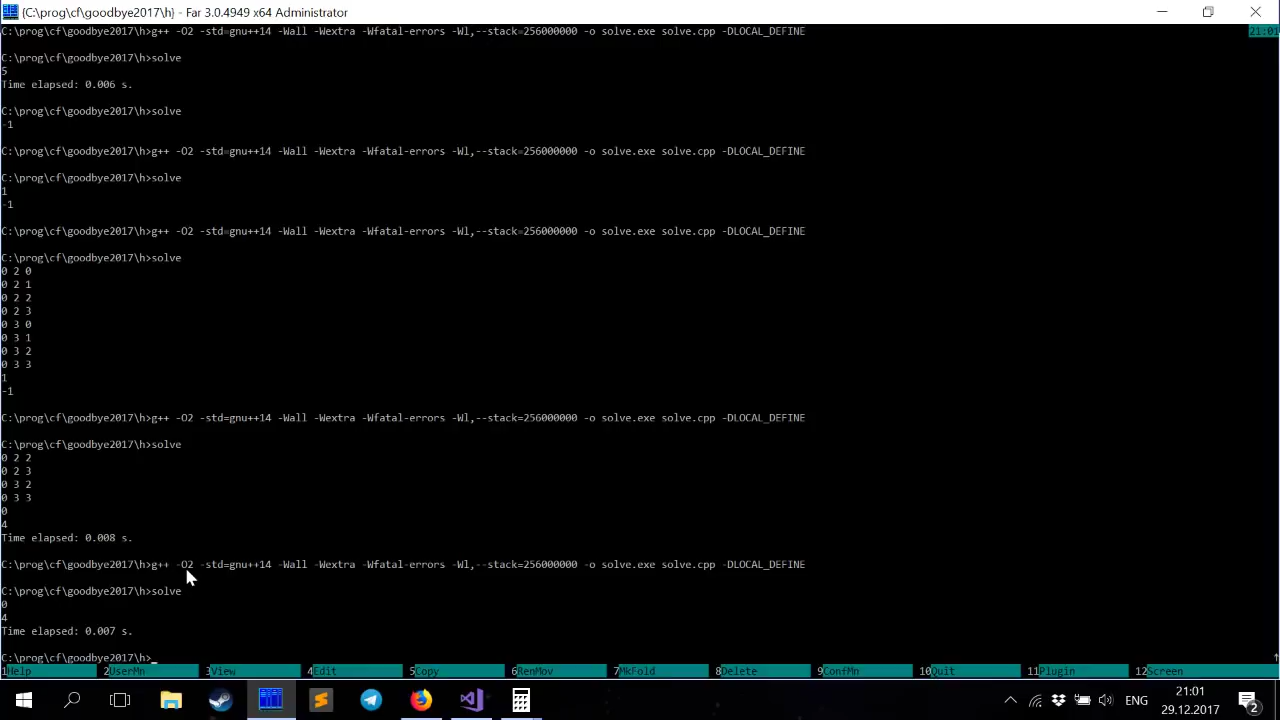 {C:\prog\cf\goodbye2017\h} - Far 3.0.4949 x64 Administrator
C:\prog\cf\goodbye2017\h>g++ -O2 -std=gnu++14 -Wall -Wextra -Wfatal-errors -Wl,--stack=256000000 -o solve.exe solve.cpp -DLOCAL_DEFINE
21:01
C:\prog\cf\goodbye2017\h>solve
5
Time elapsed: 0.006 s.
C:\prog\cf\goodbye2017\h>solve
-1
C:\prog\cf\goodbye2017\h>g++ -O2 -std=gnu++14 -Wall -Wextra -Wfatal-errors -Wl,--stack=256000000 -o solve.exe solve.cpp -DLOCAL_DEFINE
C:\prog\cf\goodbye2017\h>solve
1
-1
C:\prog\cf\goodbye2017\h>g++ -O2 -std=gnu++14 -Wall -Wextra -Wfatal-errors -Wl,--stack=256000000 -o solve.exe solve.cpp -DLOCAL_DEFINE
C:\prog\cf\goodbye2017\h>solve
0 2 0
0 2 1
0 2 2
0 2 3
0 3 0
0 3 1
0 3 2
0 3 3
1
-1
C:\prog\cf\goodbye2017\h>g++ -O2 -std=gnu++14 -Wall -Wextra -Wfatal-errors -Wl,--stack=256000000 -o solve.exe solve.cpp -DLOCAL_DEFINE
C:\prog\cf\goodbye2017\h>solve
0 2 2
0 2 3
0 3 2
0 3 3
0
4
Time elapsed: 0.008 s.
C:\prog\cf\goodbye2017\h>g++ -O2 -std=gnu++14 -Wall -Wextra -Wfatal-errors -Wl,--stack=256000000 -o solve.exe solve.cpp -DLOCAL_DEFINE
C:\prog\cf\goodbye2017\h>solve
0
4
Time elapsed: 0.007 s.
C:\prog\cf\goodbye2017\h>_
1Help 2UserMn 3View 4Edit 5Copy 6RenMov 7MkFold 8Delete 9ConfMn 10Quit 11Plugin 12Screen
ENG
21:01
29.12.2017
2